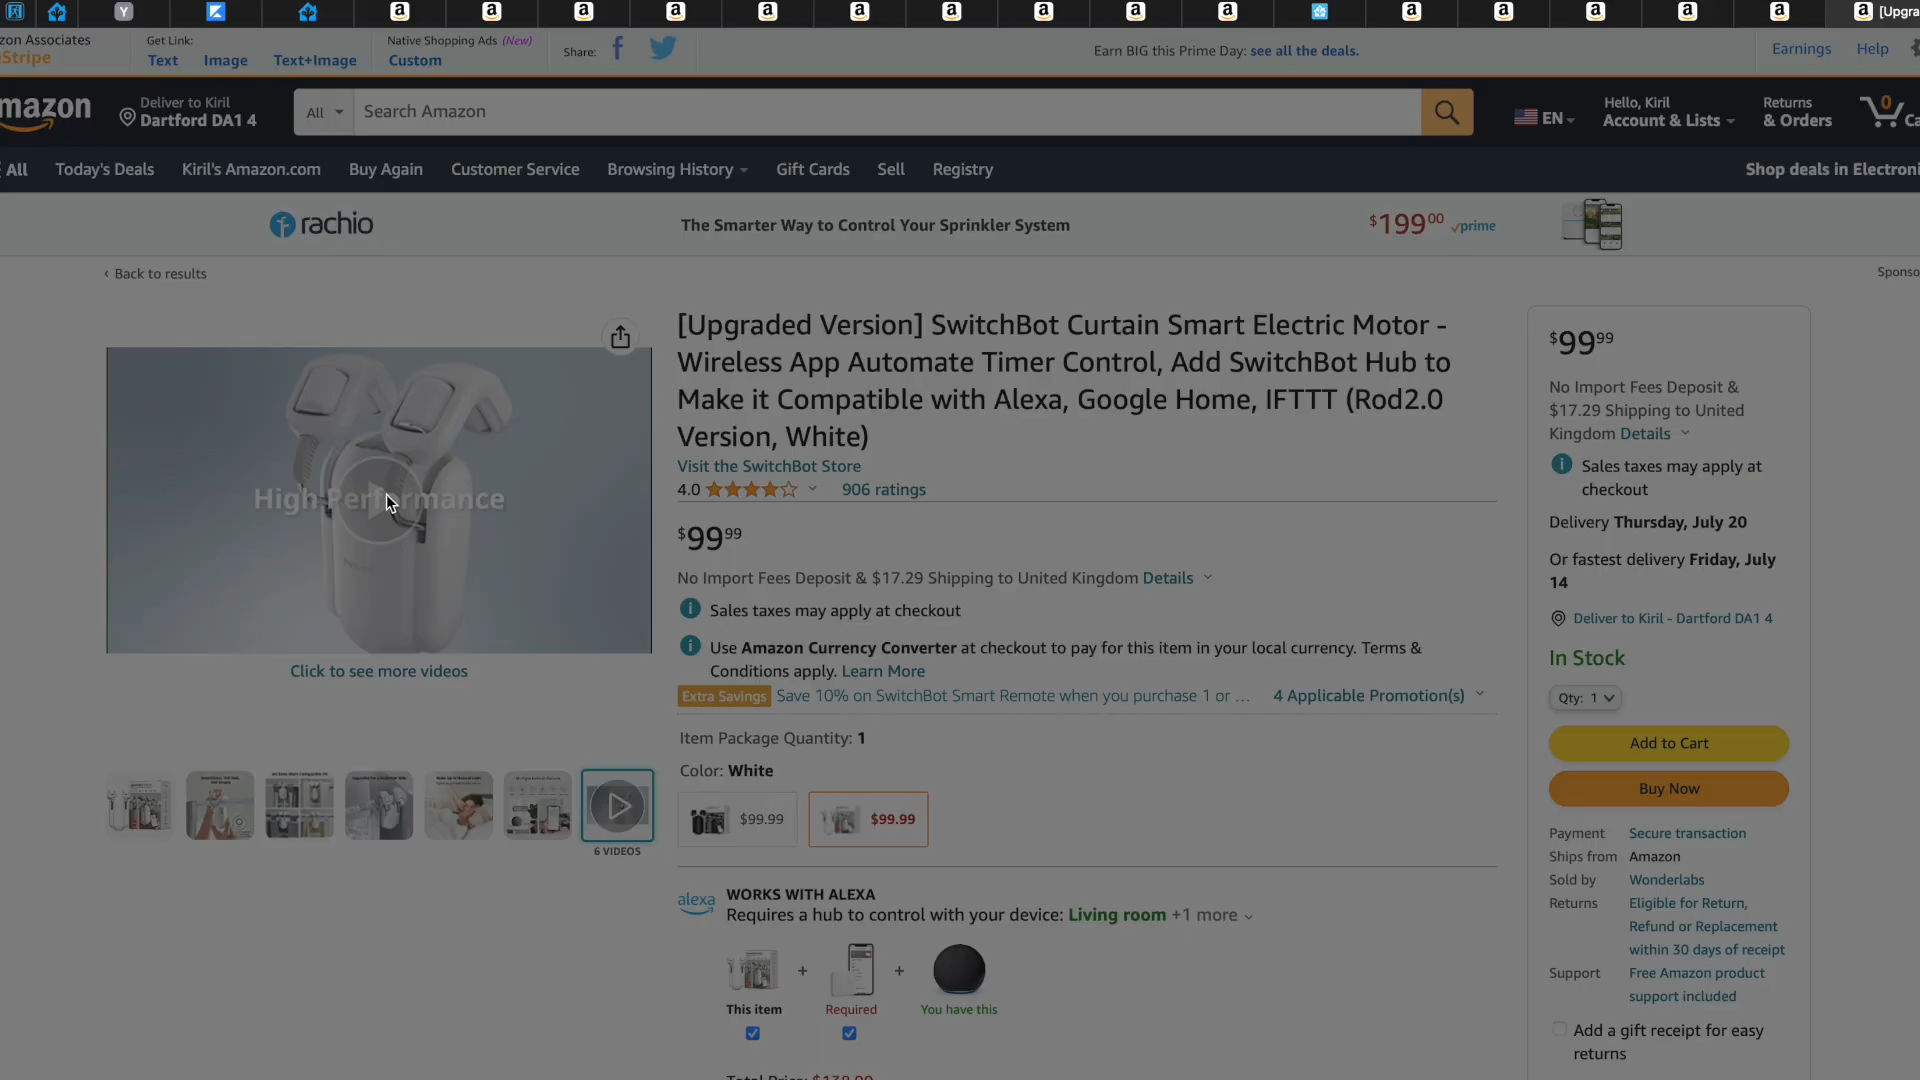 [Upgra
zon Associates
eStripe
Get Link:
Text Image Text+Image
Native Shopping Ads (New)
Custom
Share:
Earn BIG this Prime Day: see all the deals.
Earnings Help
mazon
Deliver to Kiril
Dartford DA1 4
All
Search Amazon
EN
Hello, Kiril
Account & Lists
Returns
& Orders
0
Ca
All Today's Deals Kiril's Amazon.com Buy Again Customer Service Browsing History Gift Cards Sell Registry
Shop deals in Electroni
rachio
The Smarter Way to Control Your Sprinkler System
$19900 prime
‹ Back to results
Sponso
High Performance
Click to see more videos
6 VIDEOS
[Upgraded Version] SwitchBot Curtain Smart Electric Motor -
Wireless App Automate Timer Control, Add SwitchBot Hub to
Make it Compatible with Alexa, Google Home, IFTTT (Rod2.0
Version, White)
Visit the SwitchBot Store
4.0 906 ratings
$9999
No Import Fees Deposit & $17.29 Shipping to United Kingdom Details
Sales taxes may apply at checkout
Use Amazon Currency Converter at checkout to pay for this item in your local currency. Terms &
Conditions apply. Learn More
Extra Savings Save 10% on SwitchBot Smart Remote when you purchase 1 or … 4 Applicable Promotion(s)
Item Package Quantity: 1
Color: White
$99.99
$99.99
alexa
WORKS WITH ALEXA
Requires a hub to control with your device: Living room +1 more
+ +
This item Required You have this
Total Price: $138.99
$9999
No Import Fees Deposit &
$17.29 Shipping to United
Kingdom Details
Sales taxes may apply at
checkout
Delivery Thursday, July 20
Or fastest delivery Friday, July
14
Deliver to Kiril - Dartford DA1 4
In Stock
Qty: 1
Add to Cart
Buy Now
Payment Secure transaction
Ships from Amazon
Sold by Wonderlabs
Returns Eligible for Return,
Refund or Replacement
within 30 days of receipt
Support Free Amazon product
support included
Add a gift receipt for easy
returns